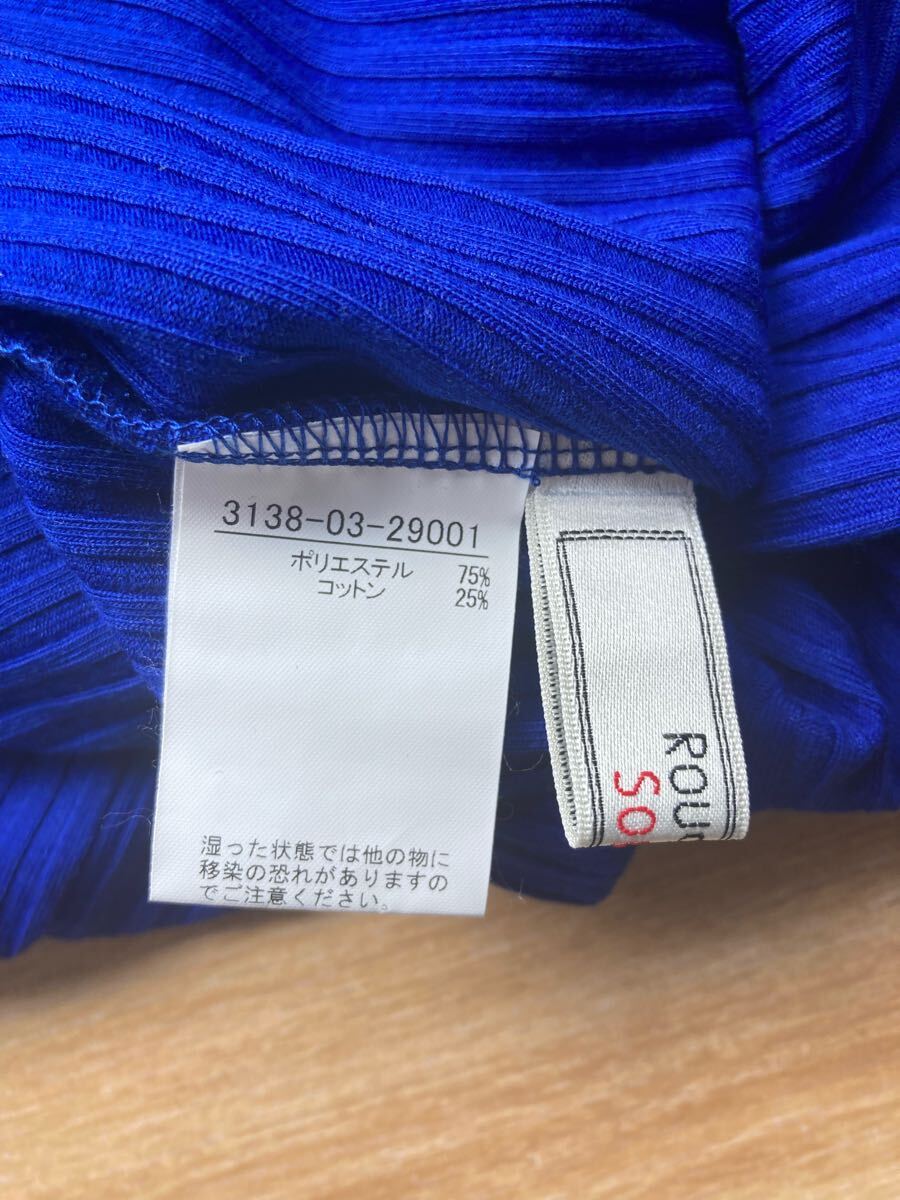 3138-03-29001
ポリエステル 75%
コットン 25%
湿った状態では他の物に
移染の恐れがありますの
でご注意ください。
ROU
SO